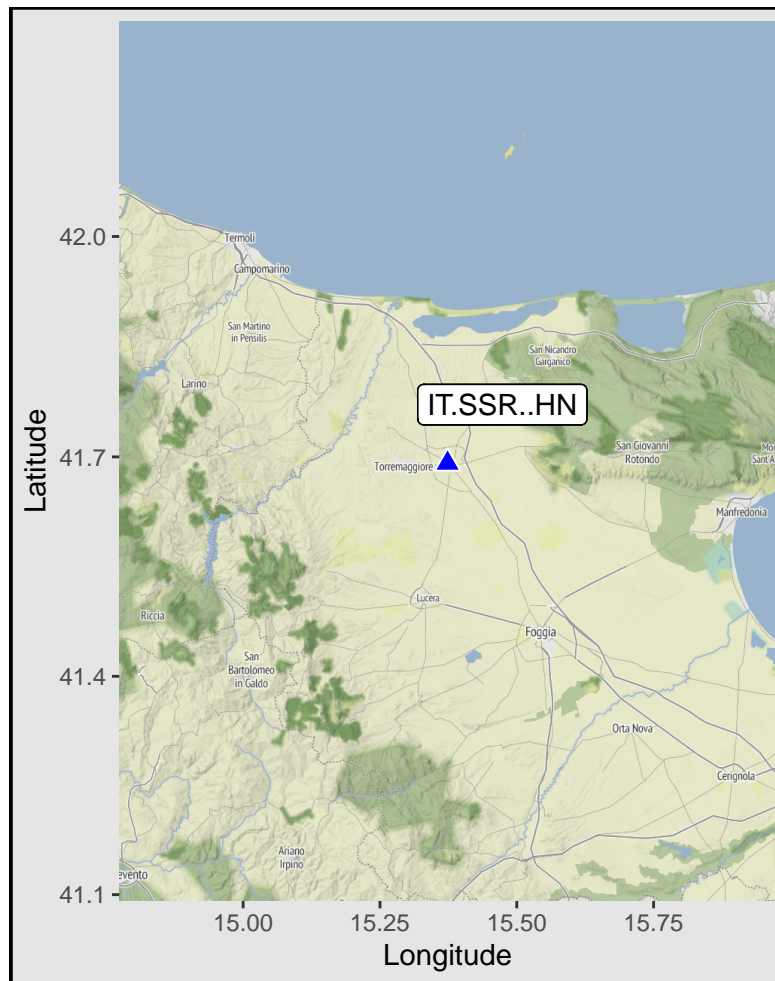 42.0
Termoli
Campomarino
San Martino
in Pensilis
San Nicandro
Garganico
Larino
IT.SSR..HN
San Giovanni
Rotondo
41.7
Torremaggiore
Manfredonia
Lucera
Riccia
Foggia
San
Bartolomeo
in Galdo
41.4
Orta Nova
Cerignola
Ariano
Irpino
evento
41.1
15.00
15.25
15.50
15.75
Longitude
Latitude